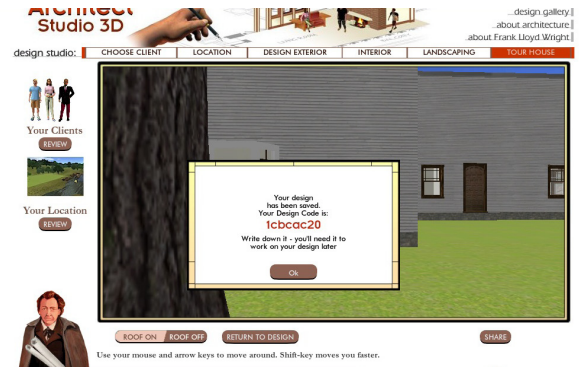 Architect
Studio 3D
...design gallery
...about architecture
...about Frank Lloyd Wright
design studio:
CHOOSE CLIENT
LOCATION
DESIGN EXTERIOR
INTERIOR
LANDSCAPING
TOUR HOUSE
Your Clients
REVIEW
Your Location
REVIEW
Your design
has been saved.
Your Design Code is:
1cbcac20
Write down it - you'll need it to
work on your design later
Ok
ROOF ON
ROOF OFF
RETURN TO DESIGN
SHARE
Use your mouse and arrow keys to move around. Shift-key moves you faster.